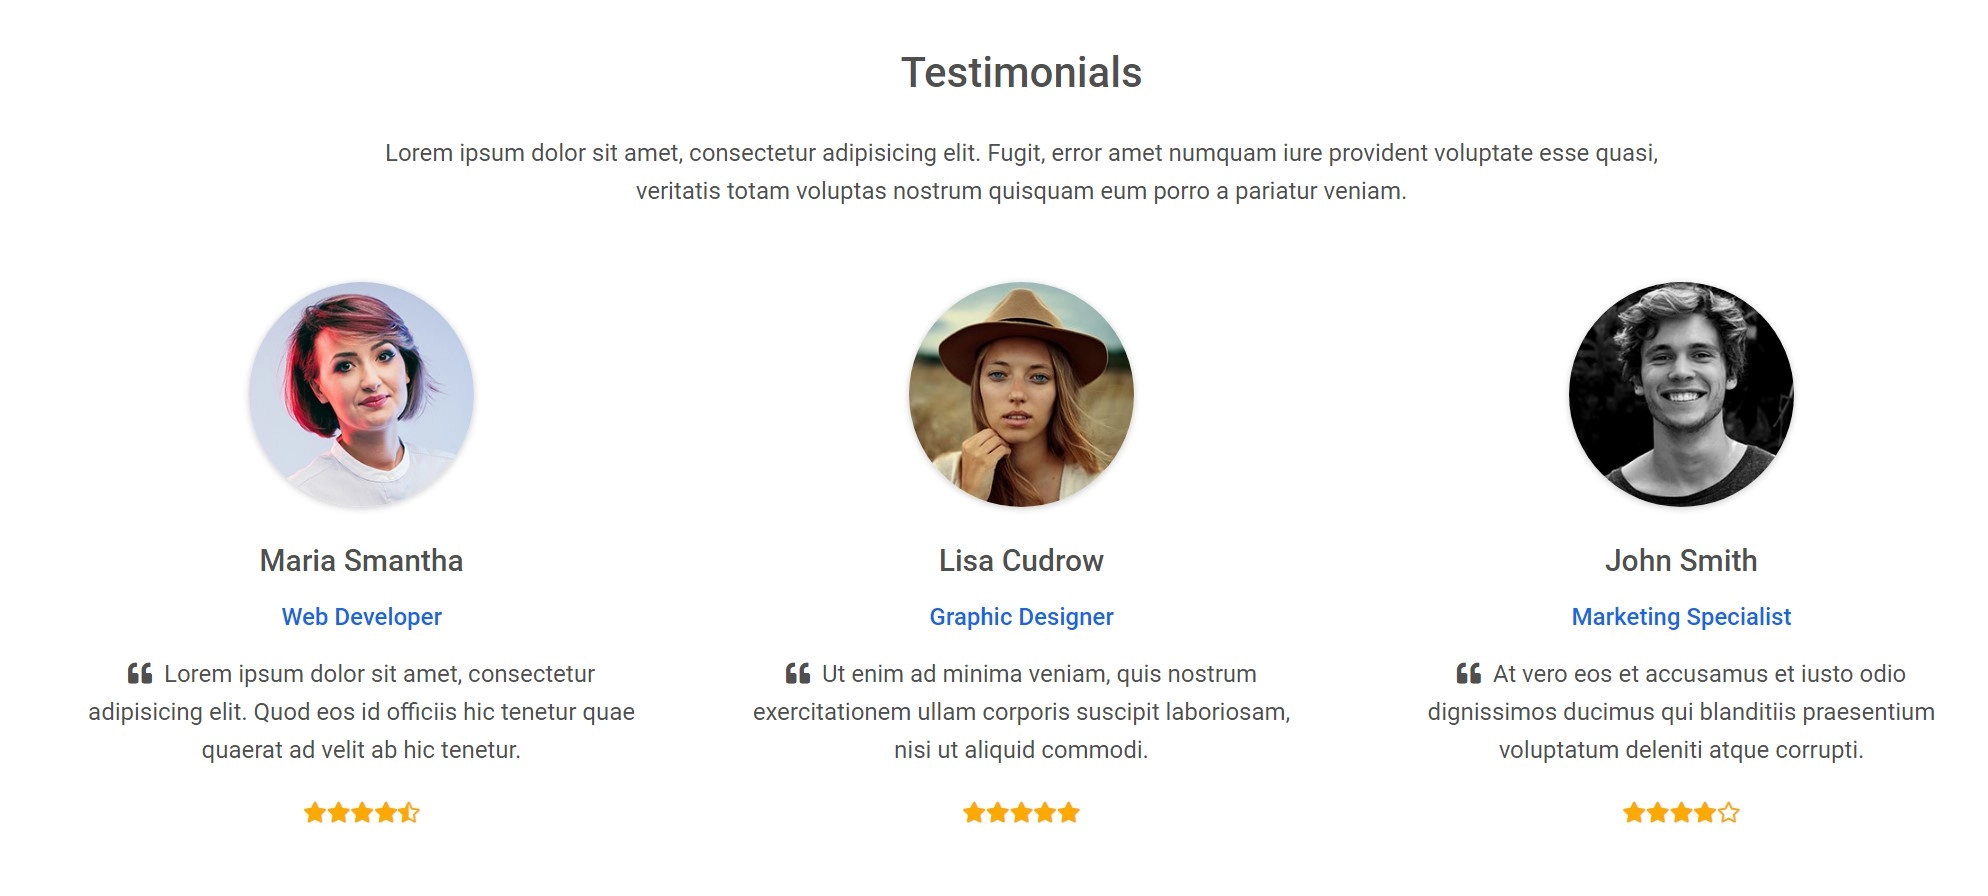 Testimonials
Lorem ipsum dolor sit amet, consectetur adipisicing elit. Fugit, error amet numquam iure provident voluptate esse quasi,
veritatis totam voluptas nostrum quisquam eum porro a pariatur veniam.
Maria Smantha
Web Developer
“ Lorem ipsum dolor sit amet, consectetur
adipisicing elit. Quod eos id officiis hic tenetur quae
quaerat ad velit ab hic tenetur.
Lisa Cudrow
Graphic Designer
“ Ut enim ad minima veniam, quis nostrum
exercitationem ullam corporis suscipit laboriosam,
nisi ut aliquid commodi.
John Smith
Marketing Specialist
“ At vero eos et accusamus et iusto odio
dignissimos ducimus qui blanditiis praesentium
voluptatum deleniti atque corrupti.